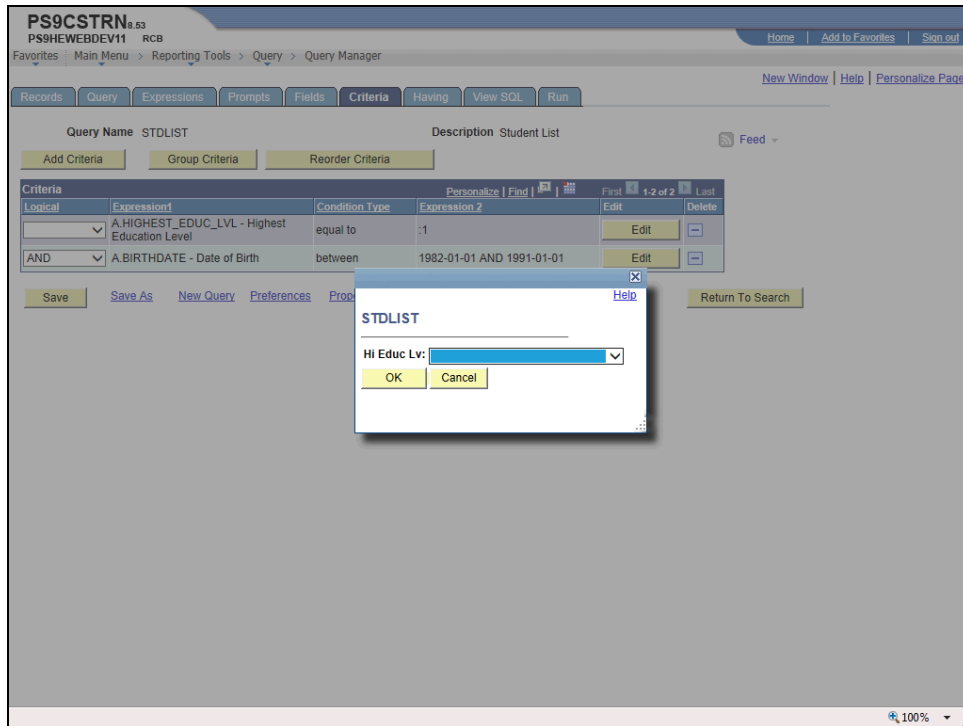 PS9CSTRN8.53
PS9HEWEBDEV11 RCB
Home | Add to Favorites | Sign out
Favorites | Main Menu > Reporting Tools > Query > Query Manager
New Window | Help | Personalize Page
Records Query Expressions Prompts Fields Criteria Having View SQL Run
Query Name STDLIST Description Student List
Feed
Add Criteria Group Criteria Reorder Criteria
Criteria Personalize | Find | | First 1-2 of 2 Last
Logical Expression1 Condition Type Expression 2 Edit Delete
A.HIGHEST_EDUC_LVL - Highest
Education Level equal to :1 Edit
AND A.BIRTHDATE - Date of Birth between 1982-01-01 AND 1991-01-01 Edit
Save Save As New Query Preferences Prop Return To Search
Help
STDLIST
Hi Educ Lv:
OK Cancel
100%